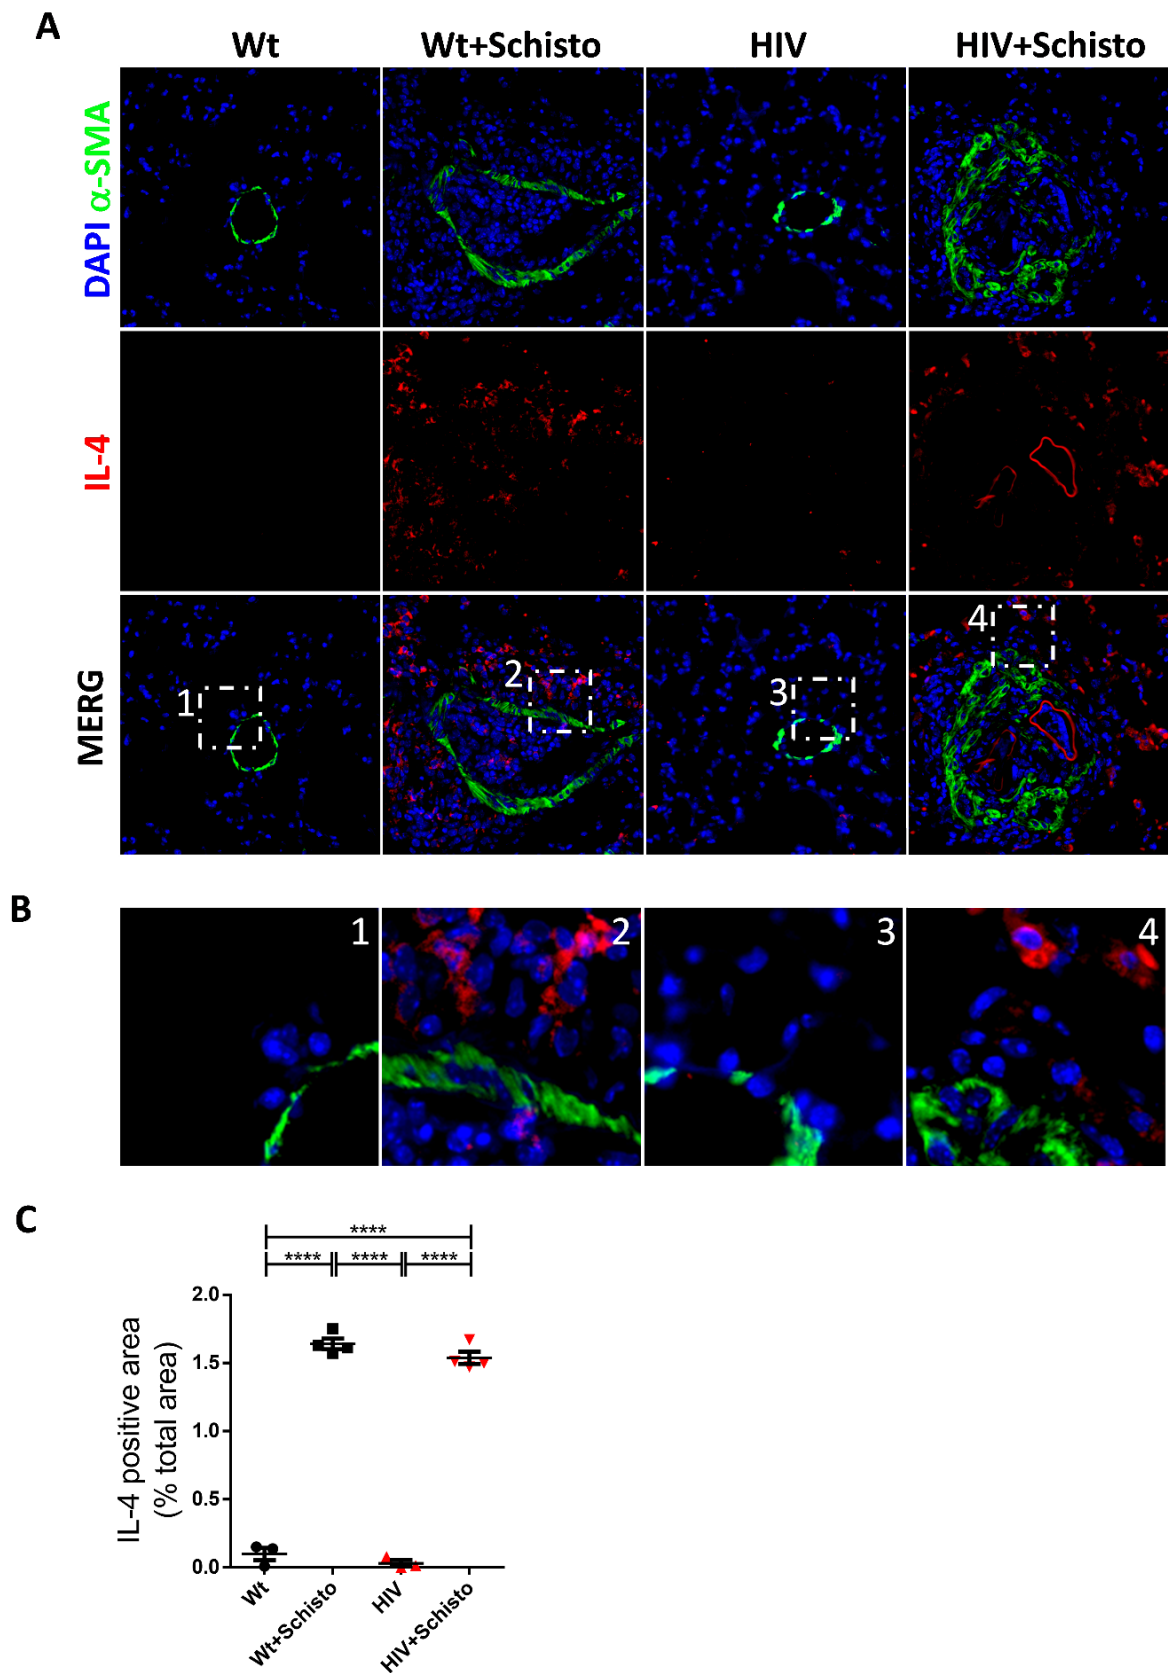 A
Wt Wt+Schisto HIV HIV+Schisto
DAPI α-SMA
IL-4
MERG
1 2 3 4
B
1 2 3 4
C
****
**** **** ****
IL-4 positive area
(% total area)
2.0
1.5
1.0
0.5
0.0
Wt Wt+Schisto HIV HIV+Schisto